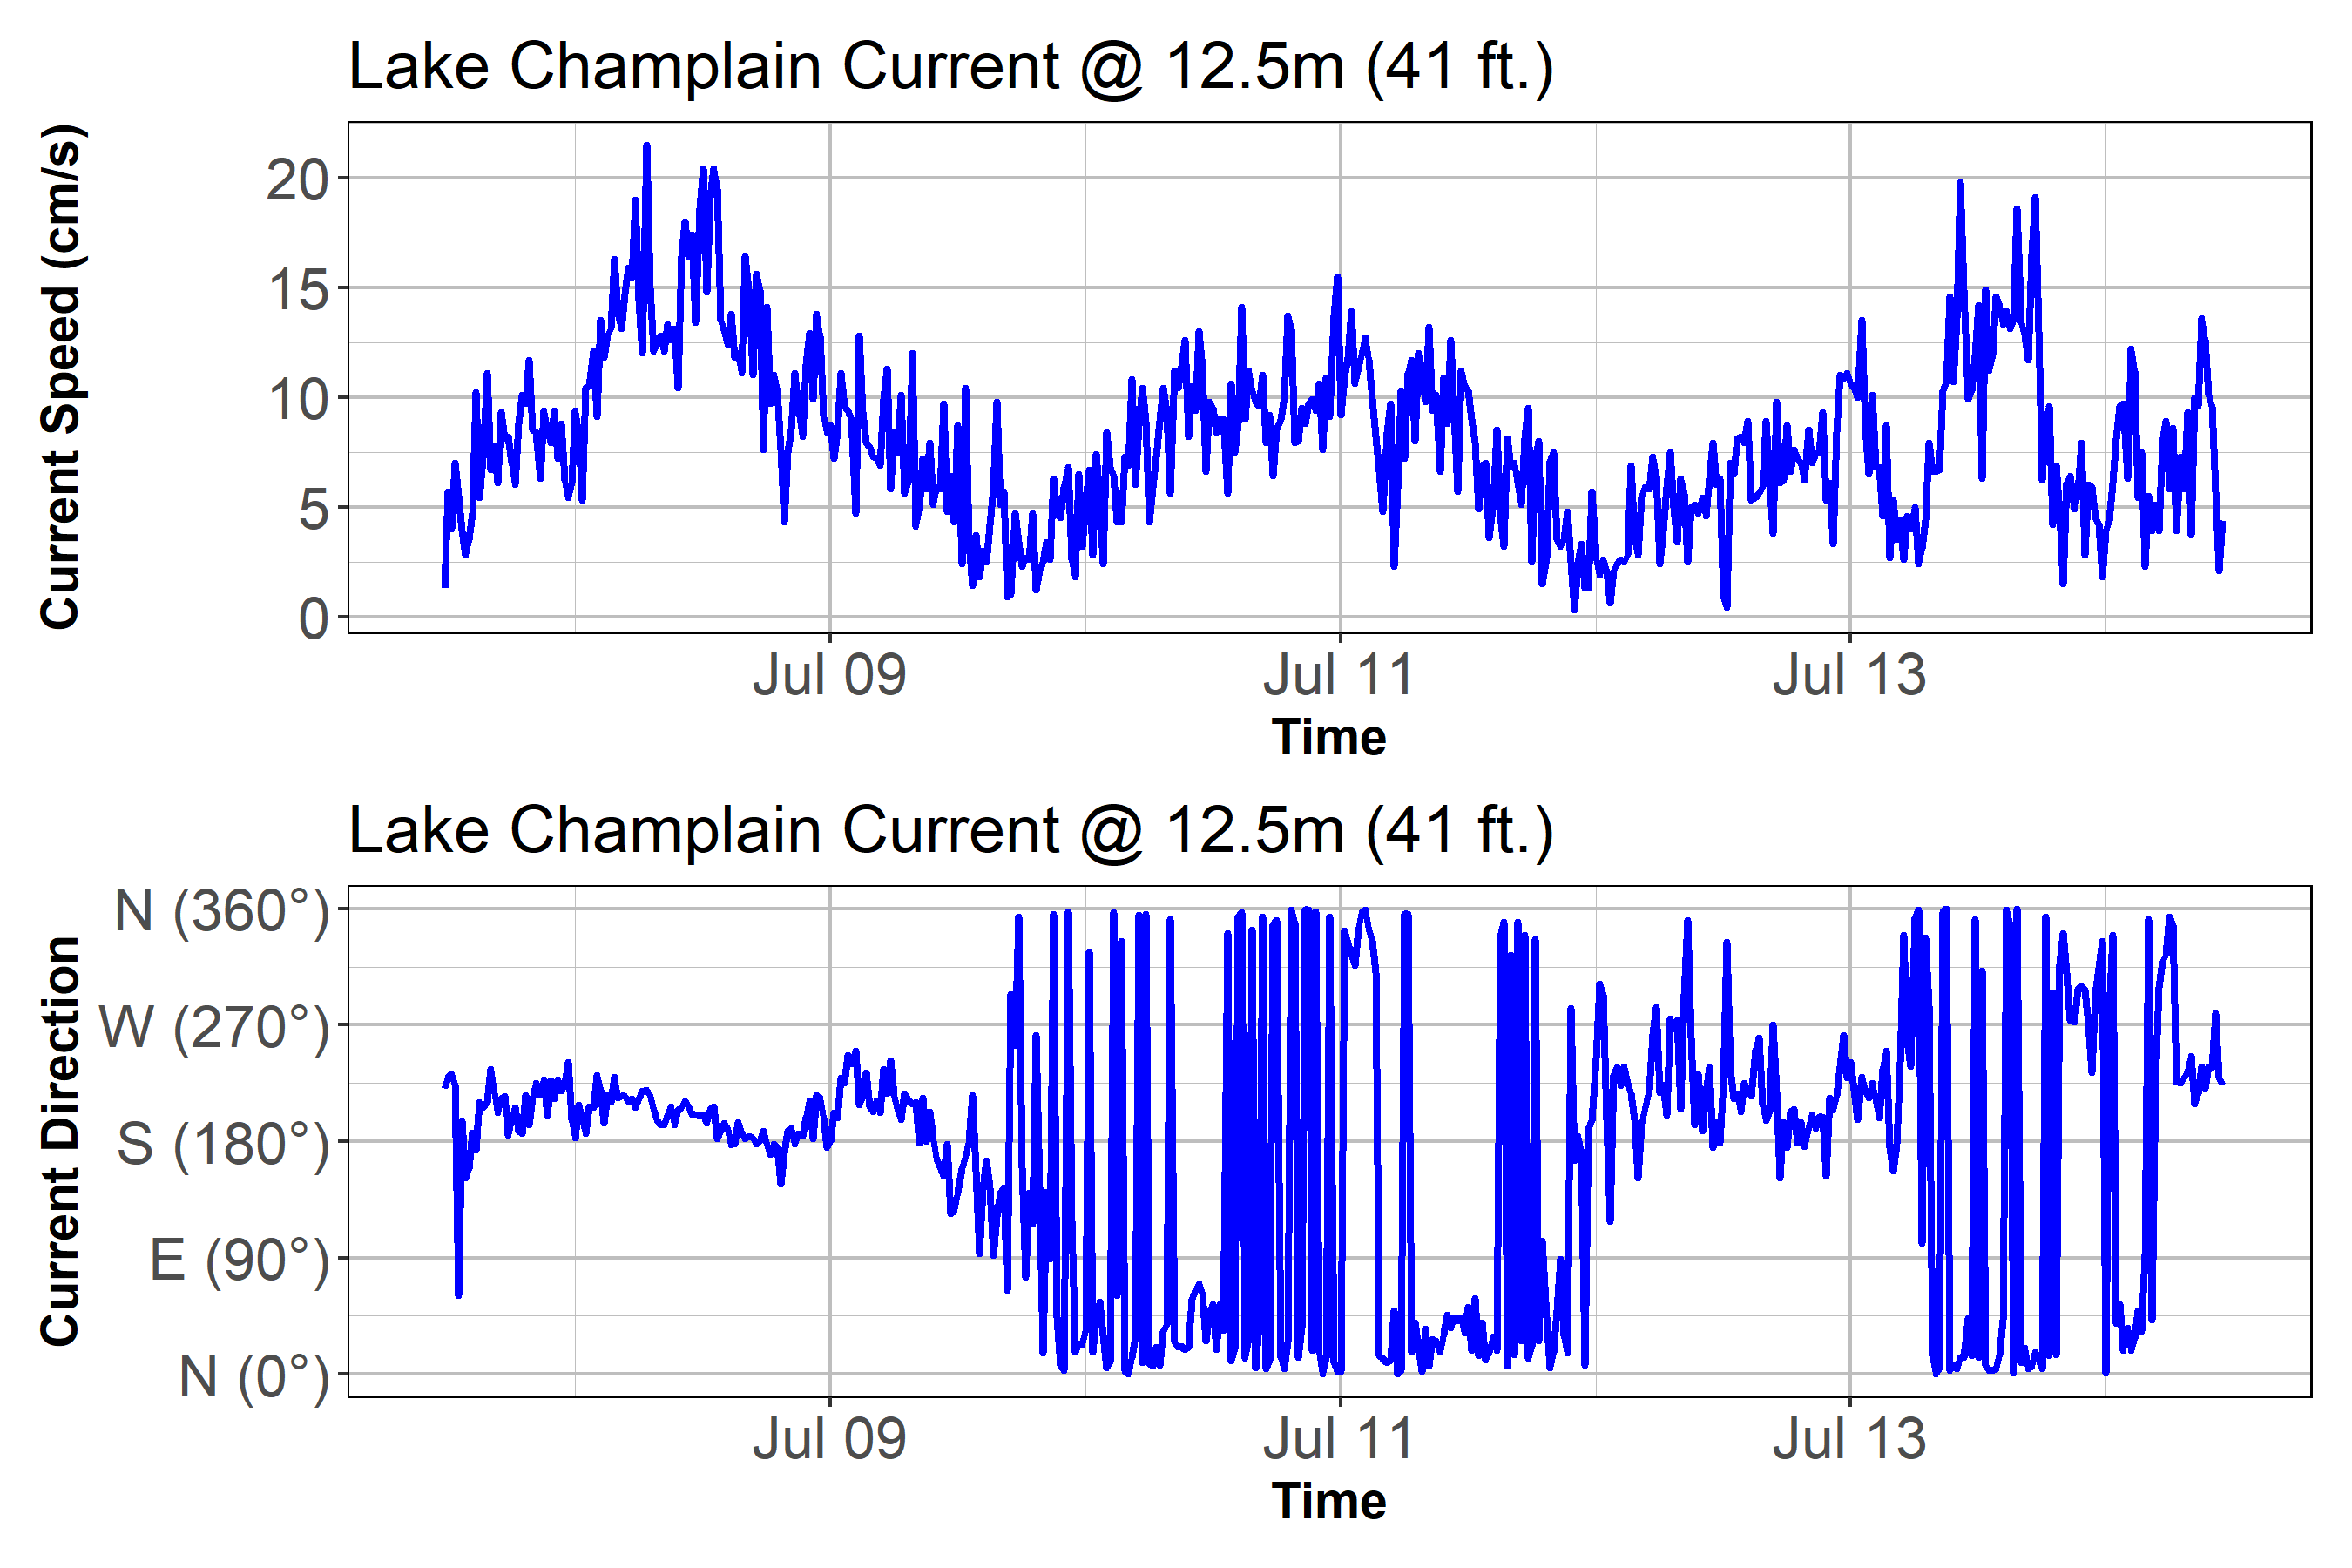 Lake Champlain Current @ 12.5m (41 ft.)
Current Speed (cm/s)
20
15
10
5
0
Jul 09 Jul 11 Jul 13
Time
Lake Champlain Current @ 12.5m (41 ft.)
Current Direction
N (360°)
W (270°)
S (180°)
E (90°)
N (0°)
Jul 09 Jul 11 Jul 13
Time